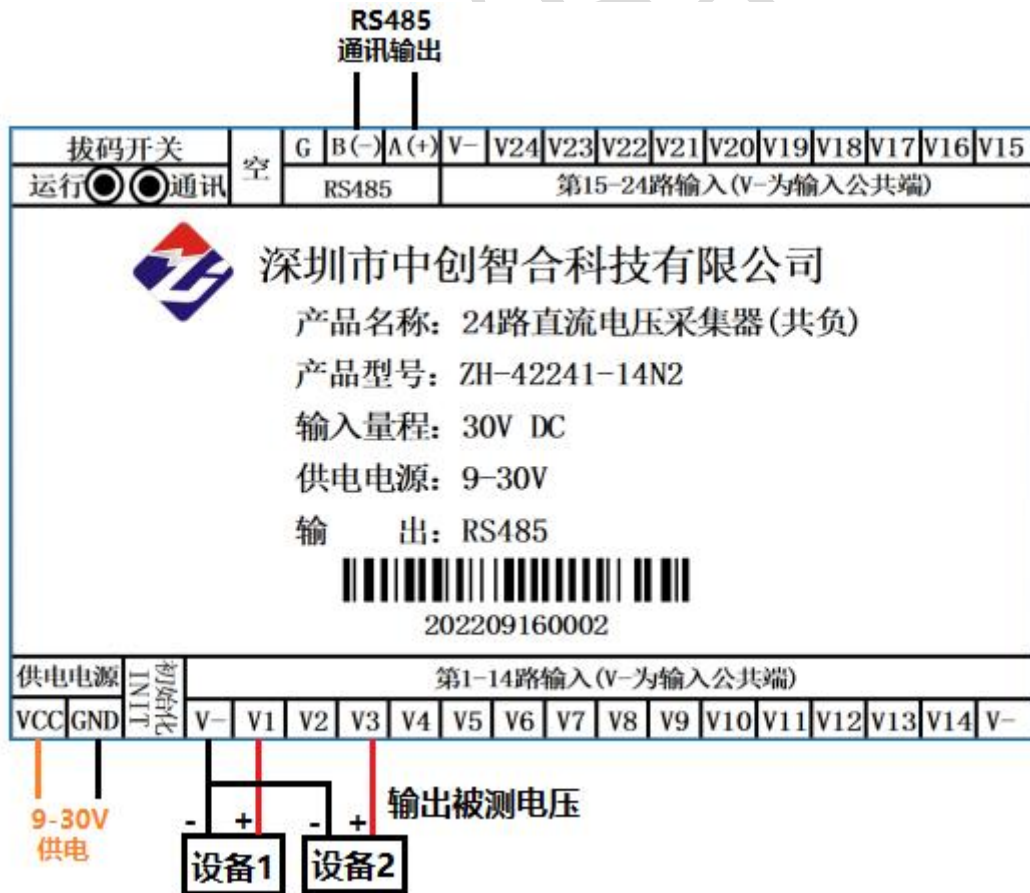 RS485
通讯输出
拔码开关
空
G B(-) A(+) V- V24 V23 V22 V21 V20 V19 V18 V17 V16 V15
运行 通讯
RS485
第15-24路输入(V-为输入公共端)
深圳市中创智合科技有限公司
产品名称：24路直流电压采集器(共负)
产品型号：ZH-42241-14N2
输入量程：30V DC
供电电源：9-30V
输 出：RS485
202209160002
供电电源
初始化
INIT
第1-14路输入(V-为输入公共端)
VCC GND V- V1 V2 V3 V4 V5 V6 V7 V8 V9 V10 V11 V12 V13 V14 V-
9-30V
供电
- + - +
输出被测电压
设备1 设备2